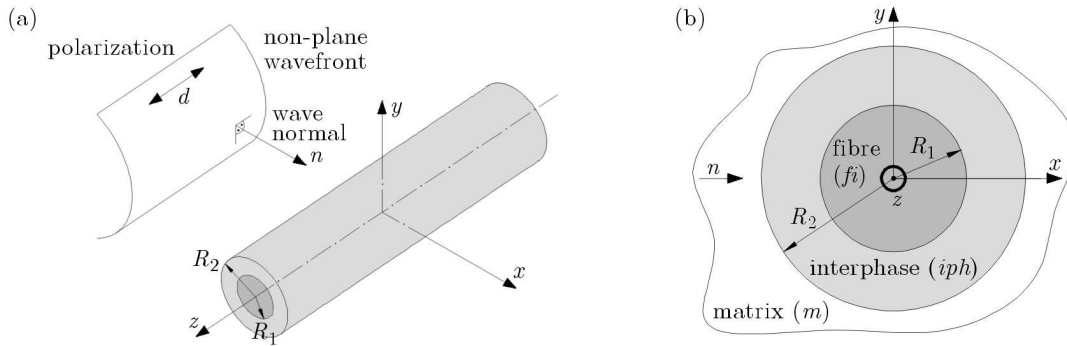 (a)
polarization
d
non-plane
wavefront
wave
normal
n
y
x
z
R2
R1
(b)
y
n
fibre
(fi)
R1
x
z
R2
interphase (iph)
matrix (m)